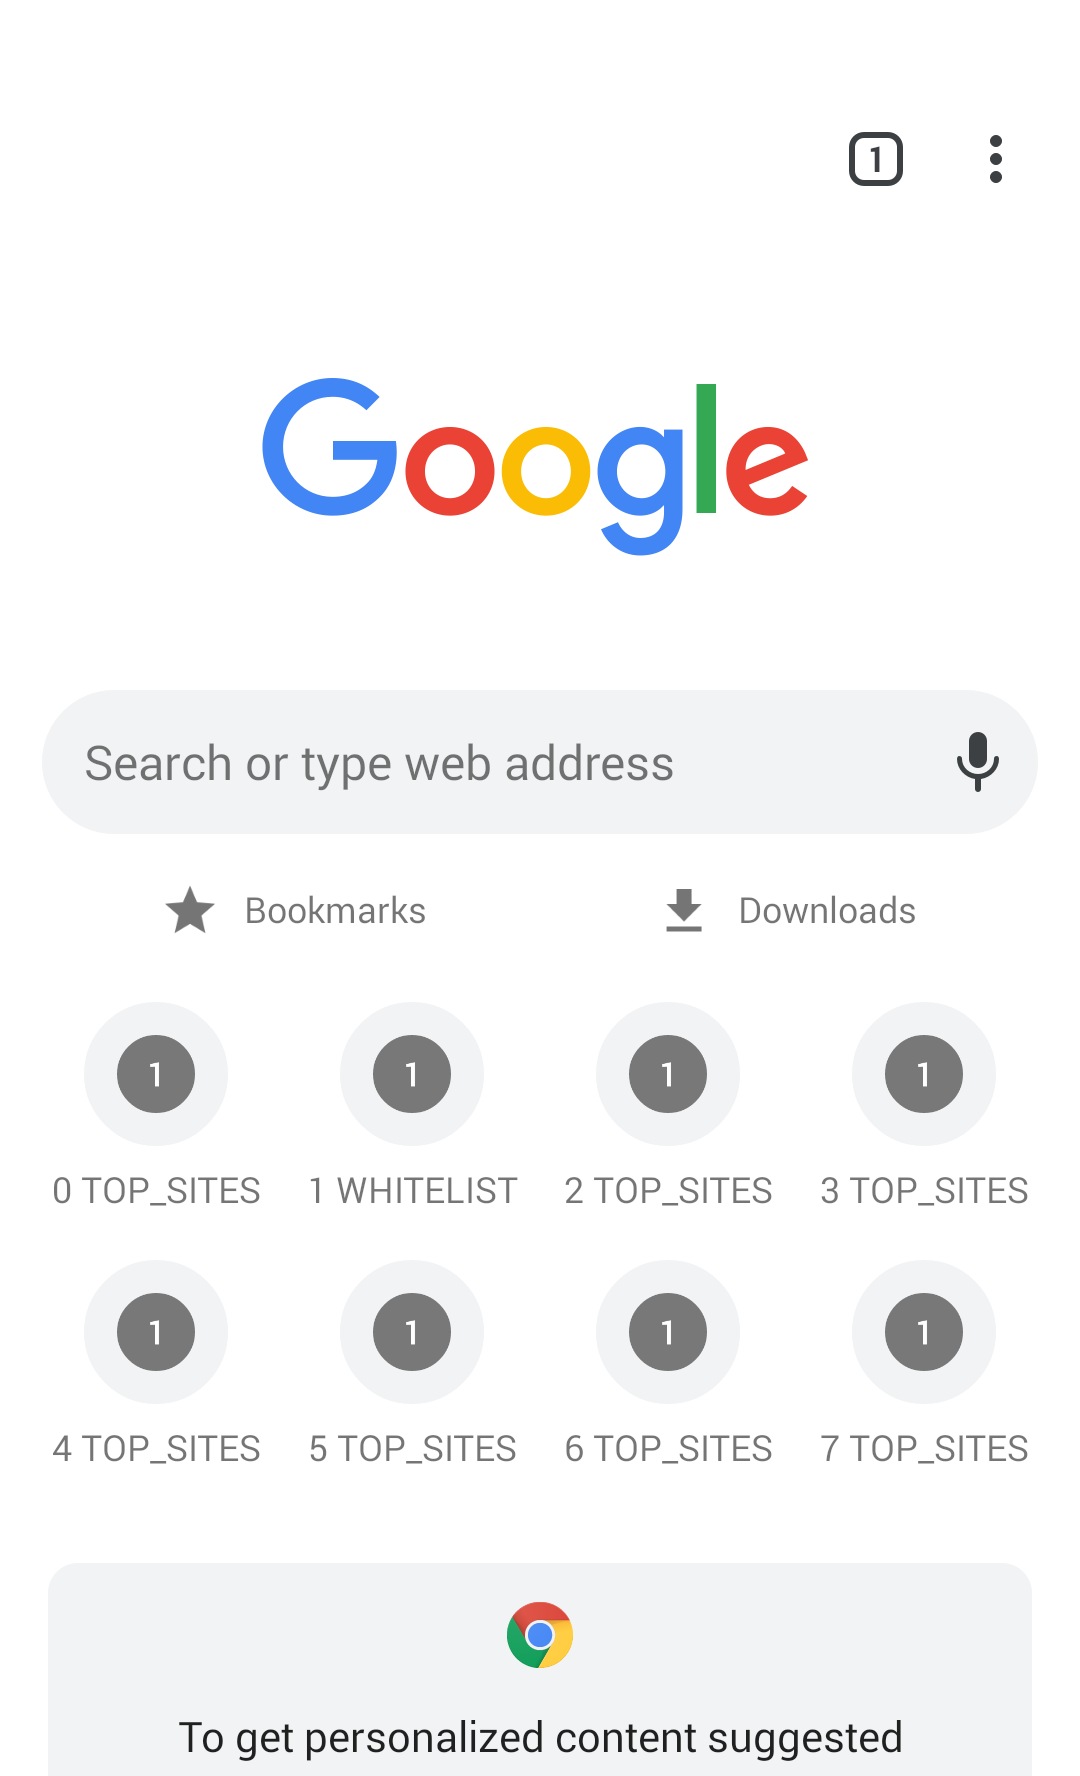 1
Google
Search or type web address
Bookmarks Downloads
1 1 1 1
0 TOP_SITES 1 WHITELIST 2 TOP_SITES 3 TOP_SITES
1 1 1 1
4 TOP_SITES 5 TOP_SITES 6 TOP_SITES 7 TOP_SITES
To get personalized content suggested